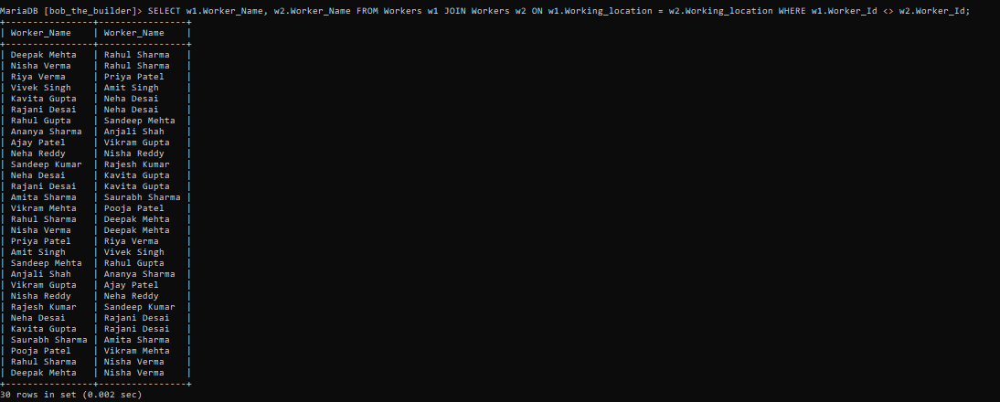 MariaDB [bob_the_builder]> SELECT w1.Worker_Name, w2.Worker_Name FROM Workers w1 JOIN Workers w2 ON w1.Working_location = w2.Working_location WHERE w1.Worker_Id <> w2.Worker_Id;
+----------------+----------------+
| Worker_Name    | Worker_Name    |
+----------------+----------------+
| Deepak Mehta   | Rahul Sharma   |
| Nisha Verma    | Rahul Sharma   |
| Riya Verma     | Priya Patel    |
| Vivek Singh    | Amit Singh     |
| Kavita Gupta   | Neha Desai     |
| Rajani Desai   | Neha Desai     |
| Rahul Gupta    | Sandeep Mehta  |
| Ananya Sharma  | Anjali Shah    |
| Ajay Patel     | Vikram Gupta   |
| Neha Reddy     | Nisha Reddy    |
| Sandeep Kumar  | Rajesh Kumar   |
| Neha Desai     | Kavita Gupta   |
| Rajani Desai   | Kavita Gupta   |
| Amita Sharma   | Saurabh Sharma |
| Vikram Mehta   | Pooja Patel    |
| Rahul Sharma   | Deepak Mehta   |
| Nisha Verma    | Deepak Mehta   |
| Priya Patel    | Riya Verma     |
| Amit Singh     | Vivek Singh    |
| Sandeep Mehta  | Rahul Gupta    |
| Anjali Shah    | Ananya Sharma  |
| Vikram Gupta   | Ajay Patel     |
| Nisha Reddy    | Neha Reddy     |
| Rajesh Kumar   | Sandeep Kumar  |
| Neha Desai     | Rajani Desai   |
| Kavita Gupta   | Rajani Desai   |
| Saurabh Sharma | Amita Sharma   |
| Pooja Patel    | Vikram Mehta   |
| Rahul Sharma   | Nisha Verma    |
| Deepak Mehta   | Nisha Verma    |
+----------------+----------------+
30 rows in set (0.002 sec)